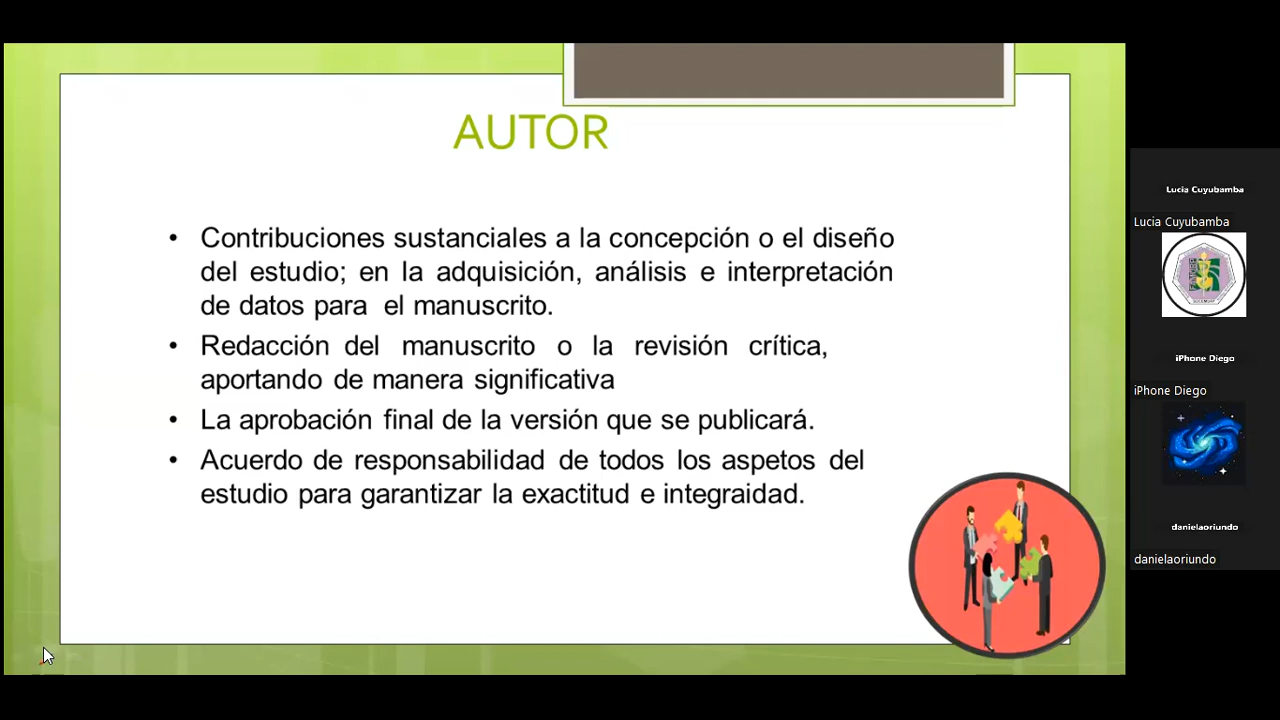 AUTOR
• Contribuciones sustanciales a la concepción o el diseño
del estudio; en la adquisición, análisis e interpretación
de datos para el manuscrito.
• Redacción del manuscrito o la revisión crítica,
aportando de manera significativa
• La aprobación final de la versión que se publicará.
• Acuerdo de responsabilidad de todos los aspetos del
estudio para garantizar la exactitud e integraidad.
Lucia Cuyubamba
Lucia Cuyubamba
iPhone Diego
iPhone Diego
danielaoriundo
danielaoriundo